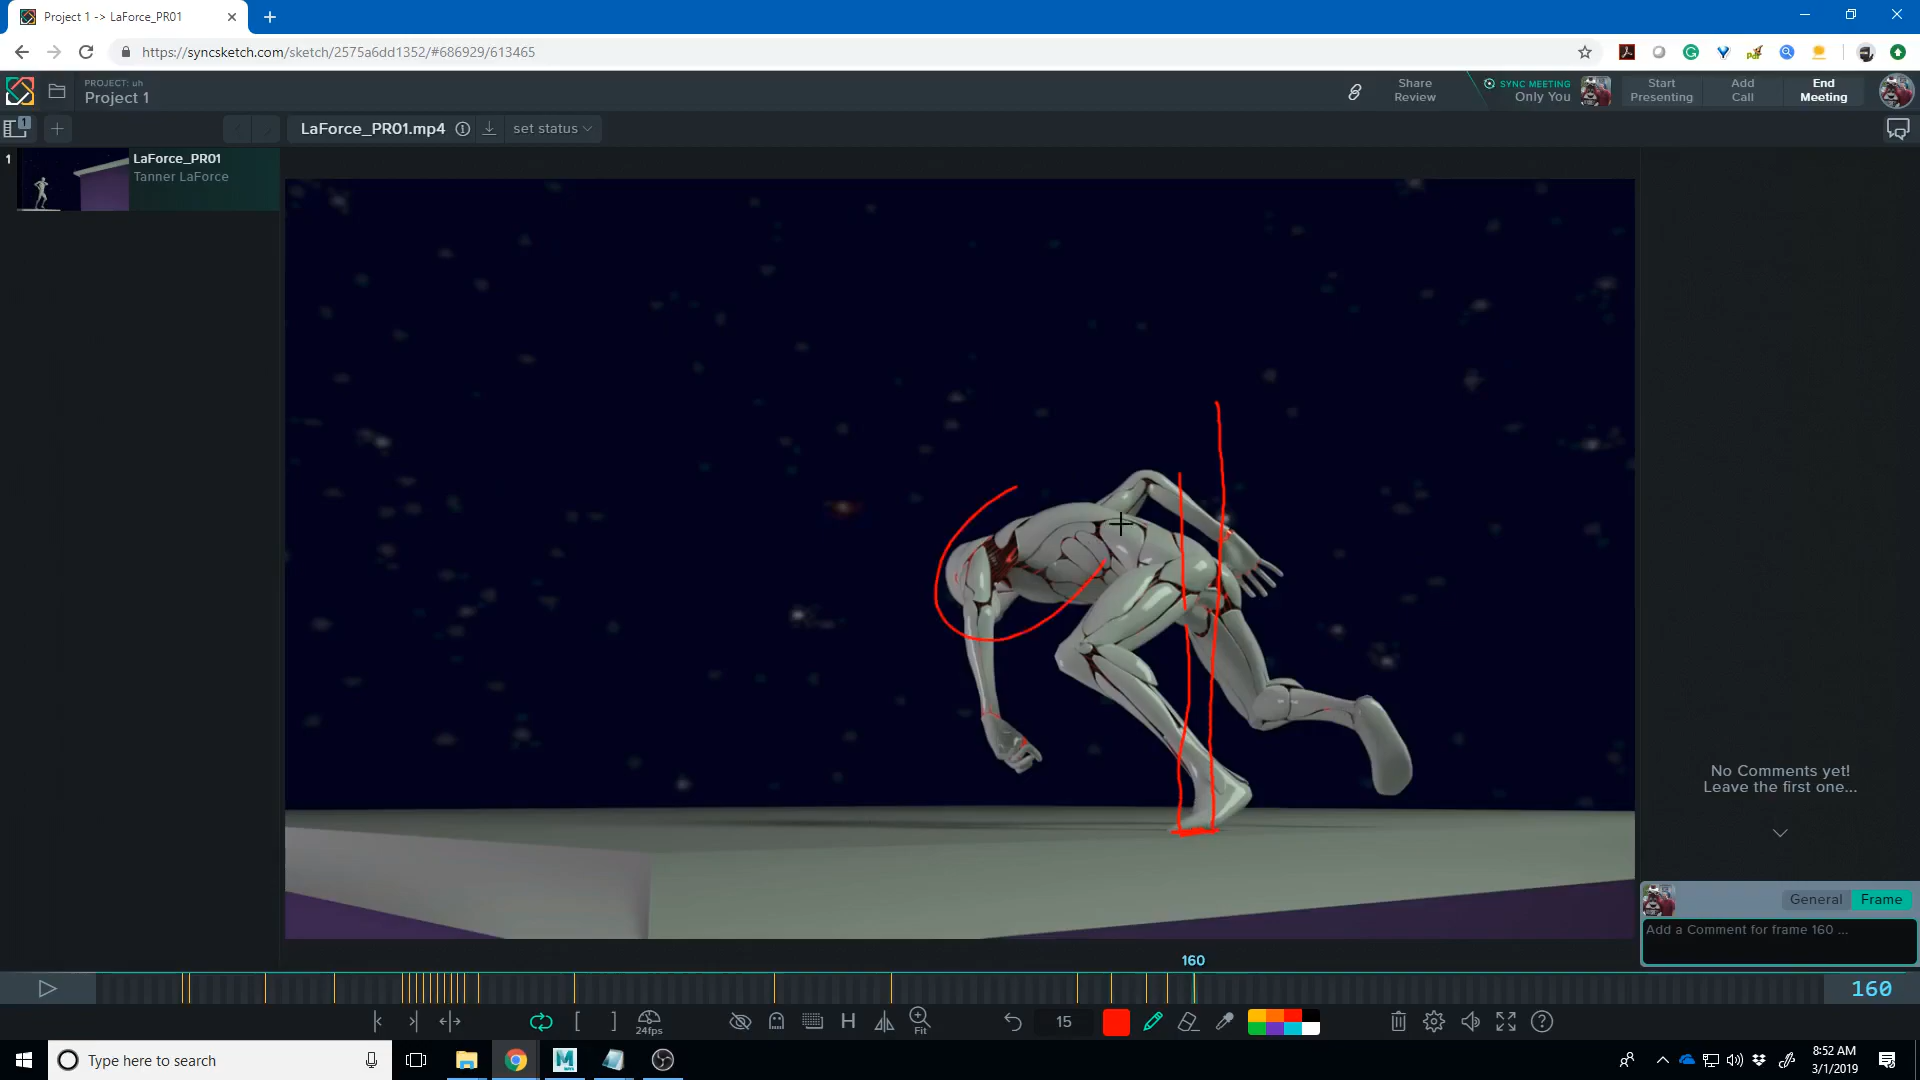 Project 1 -> LaForce_PR01
https://syncsketch.com/sketch/2575a6dd1352/#686929/613465
PROJECT: uh
Project 1
Share
Review
SYNC MEETING
Only You
Start
Presenting
Add
Call
End
Meeting
1
LaForce_PR01.mp4
set status
1
LaForce_PR01
Tanner LaForce
No Comments yet!
Leave the first one...
General
Frame
Add a Comment for frame 160 ...
160
160
24fps
H
Fit
15
Type here to search
8:52 AM
3/1/2019